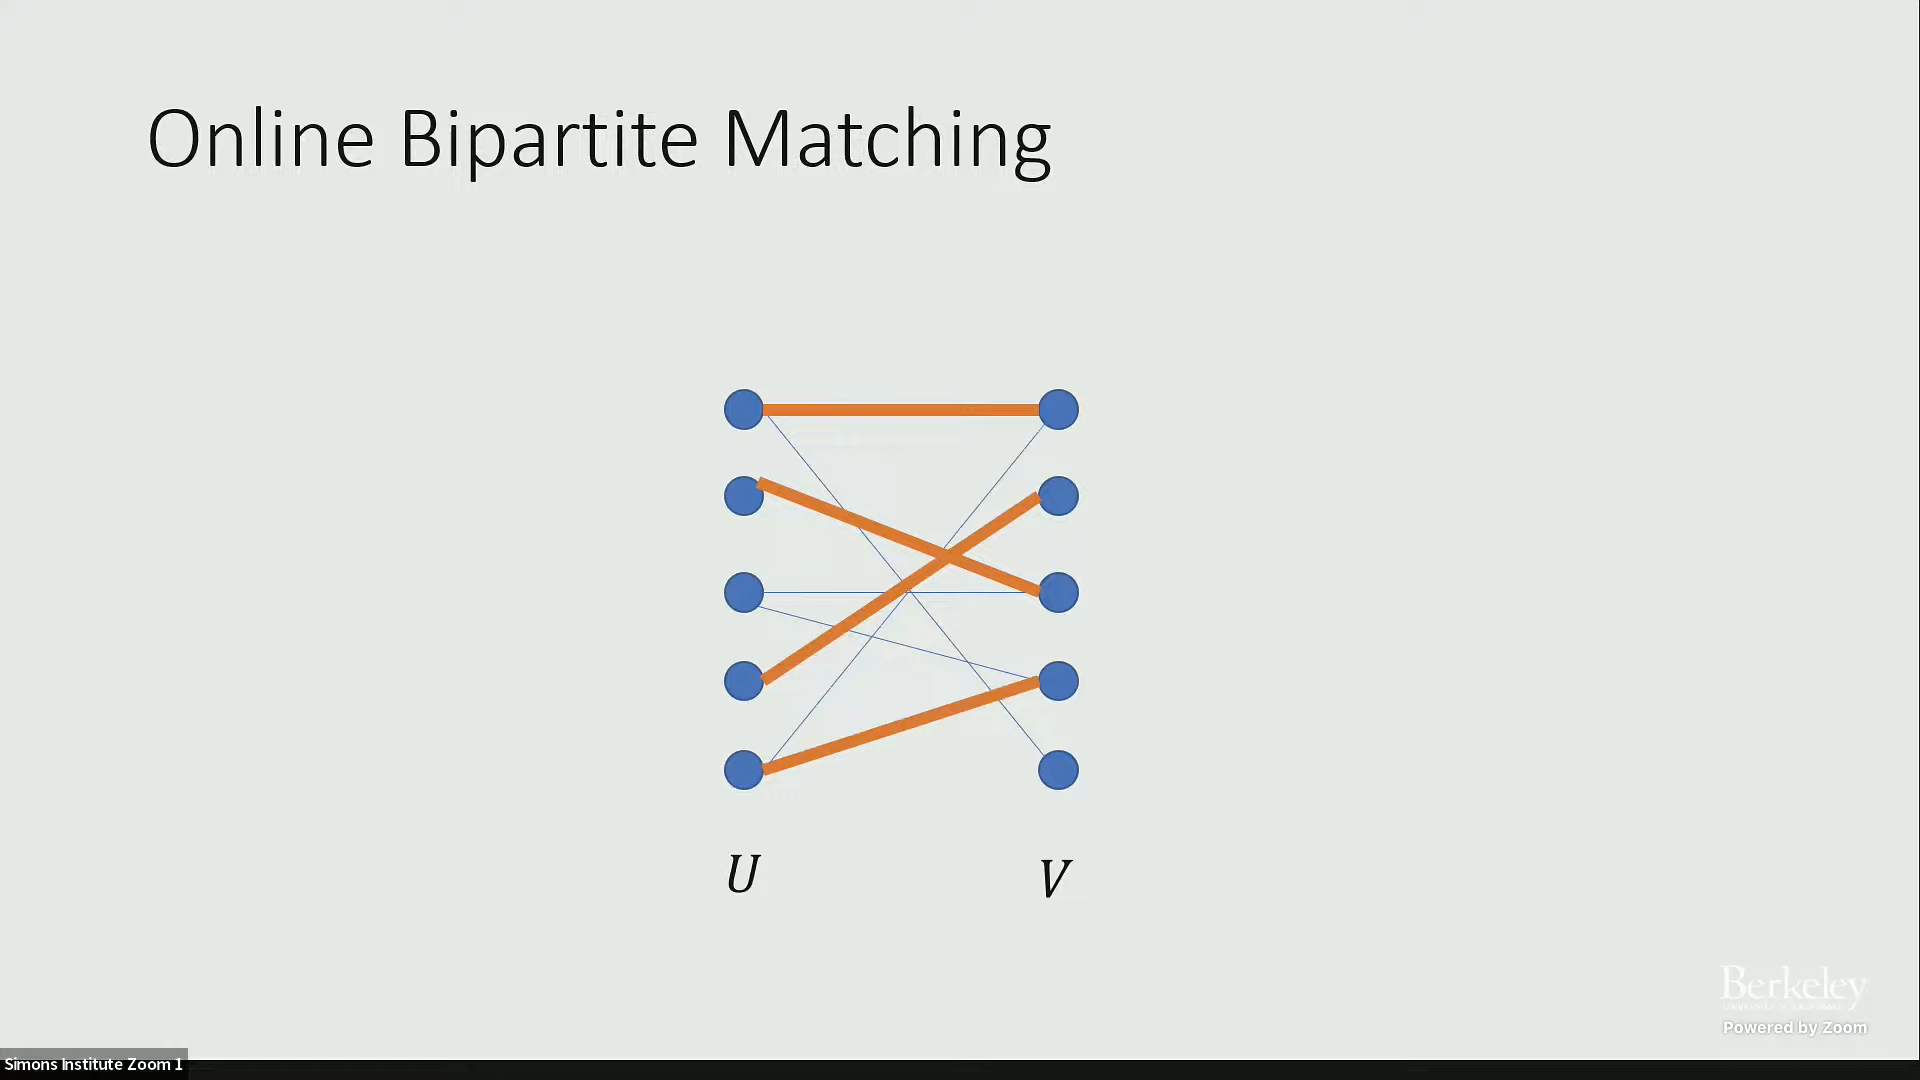 Online Bipartite Matching
U
V
Berkeley
Powered by Zoom
Simons Institute Zoom 1